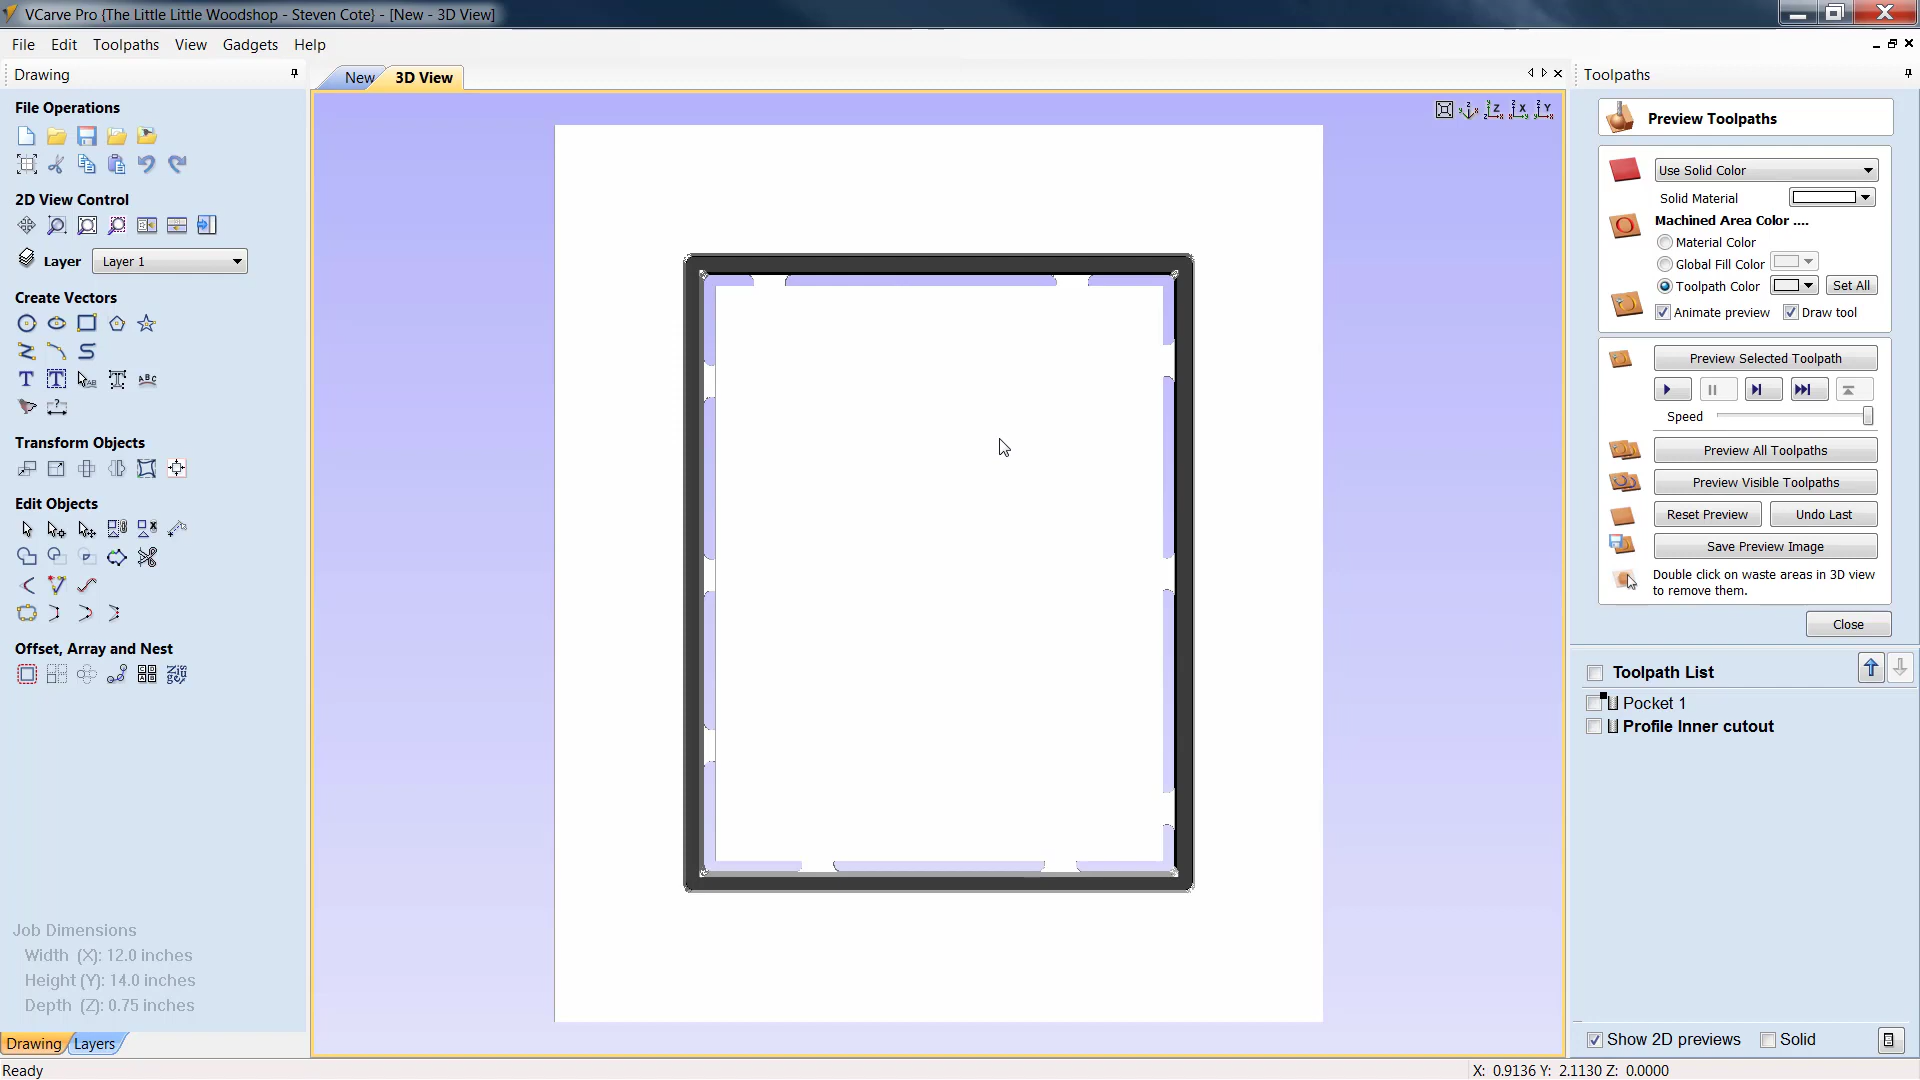 VCarve Pro {The Little Little Woodshop - Steven Cote} - [New - 3D View]
File Edit Toolpaths View Gadgets Help
Drawing
File Operations
2D View Control
Layer Layer 1
Create Vectors
Transform Objects
Edit Objects
Offset, Array and Nest
Job Dimensions
Width (X): 12.0 inches
Height (Y): 14.0 inches
Depth (Z): 0.75 inches
Drawing Layers
Ready
New 3D View
Toolpaths
Preview Toolpaths
Use Solid Color
Solid Material
Machined Area Color ....
Material Color
Global Fill Color
Toolpath Color Set All
Animate preview Draw tool
Preview Selected Toolpath
Speed
Preview All Toolpaths
Preview Visible Toolpaths
Reset Preview Undo Last
Save Preview Image
Double click on waste areas in 3D view
to remove them.
Close
Toolpath List
Pocket 1
Profile Inner cutout
Show 2D previews Solid
X: 0.9136 Y: 2.1130 Z: 0.0000